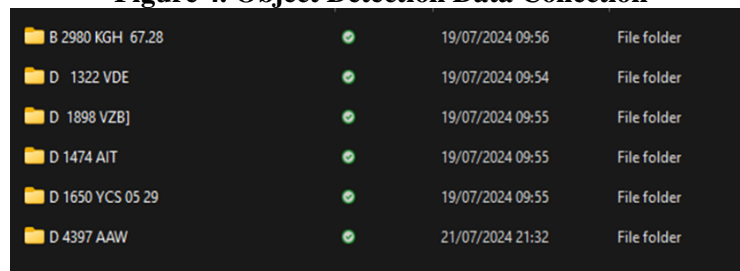 Figure 4. Object Detection Data Collection
B 2980 KGH 67.28 19/07/2024 09:56 File folder
D 1322 VDE 19/07/2024 09:54 File folder
D 1898 VZB] 19/07/2024 09:55 File folder
D 1474 AIT 19/07/2024 09:55 File folder
D 1650 YCS 05 29 19/07/2024 09:55 File folder
D 4397 AAW 21/07/2024 21:32 File folder